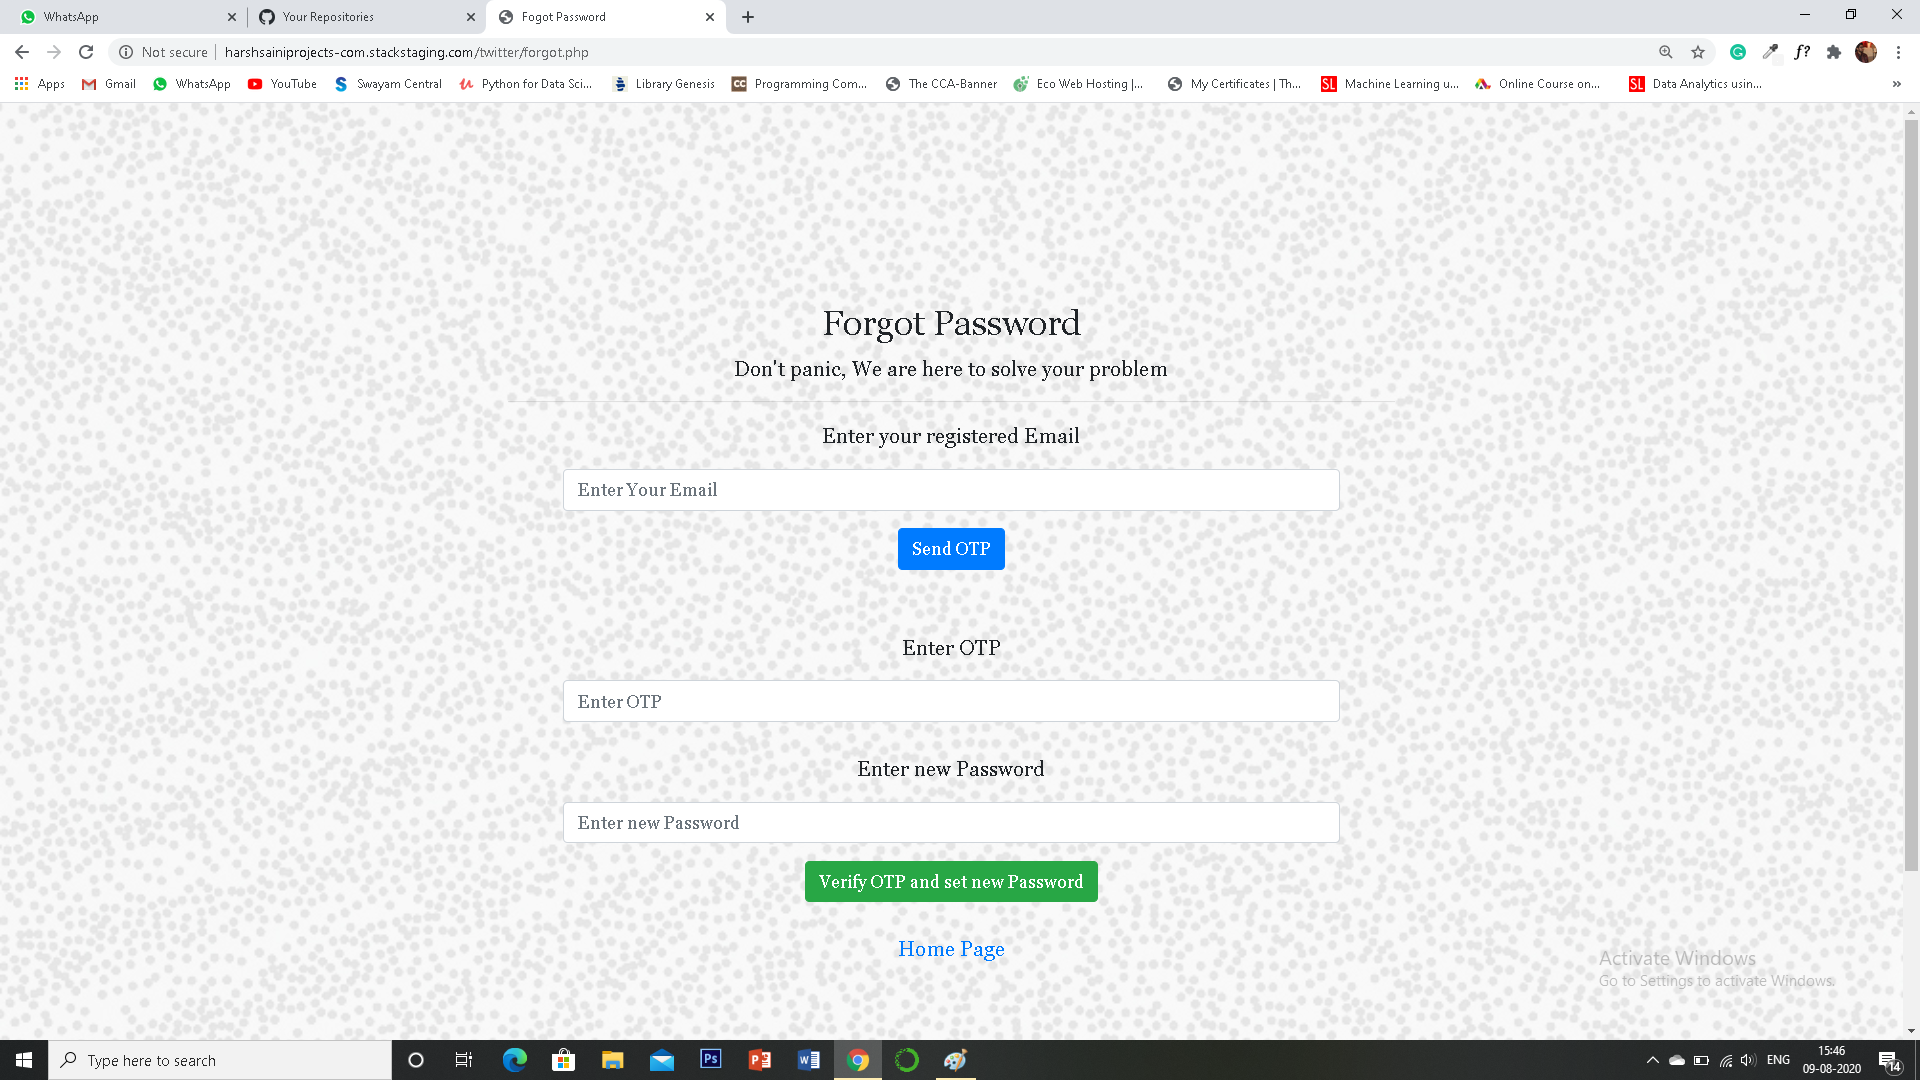 WhatsApp
Your Repositories
Fogot Password
Not secure
harshsainiprojects-com.stackstaging.com/twitter/forgot.php
f?
Apps
Gmail
WhatsApp
YouTube
Swayam Central
Python for Data Sci...
Library Genesis
CC
Programming Com...
The CCA-Banner
Eco Web Hosting |...
My Certificates | Th...
SL
Machine Learning u...
Online Course on...
SL
Data Analytics usin...
»
Forgot Password
Don't panic, We are here to solve your problem
Enter your registered Email
Enter Your Email
Send OTP
Enter OTP
Enter OTP
Enter new Password
Enter new Password
Verify OTP and set new Password
Home Page
Activate Windows
Go to Settings to activate Windows.
Type here to search
Ps
ENG
15:46
09-08-2020
14